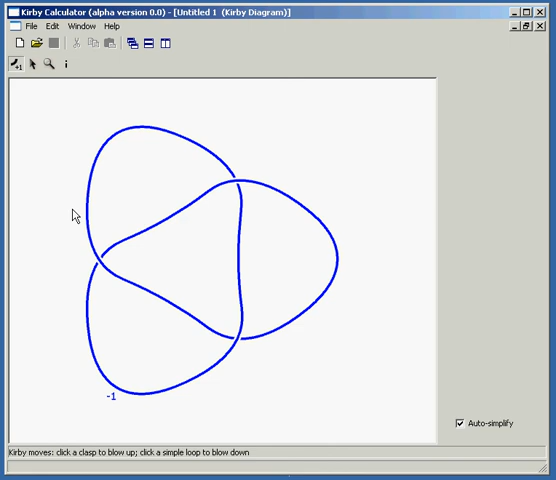 Kirby Calculator (alpha version 0.0) - [Untitled 1 (Kirby Diagram)]
File Edit Window Help
+1
i
-1
Auto-simplify
Kirby moves: click a clasp to blow up; click a simple loop to blow down